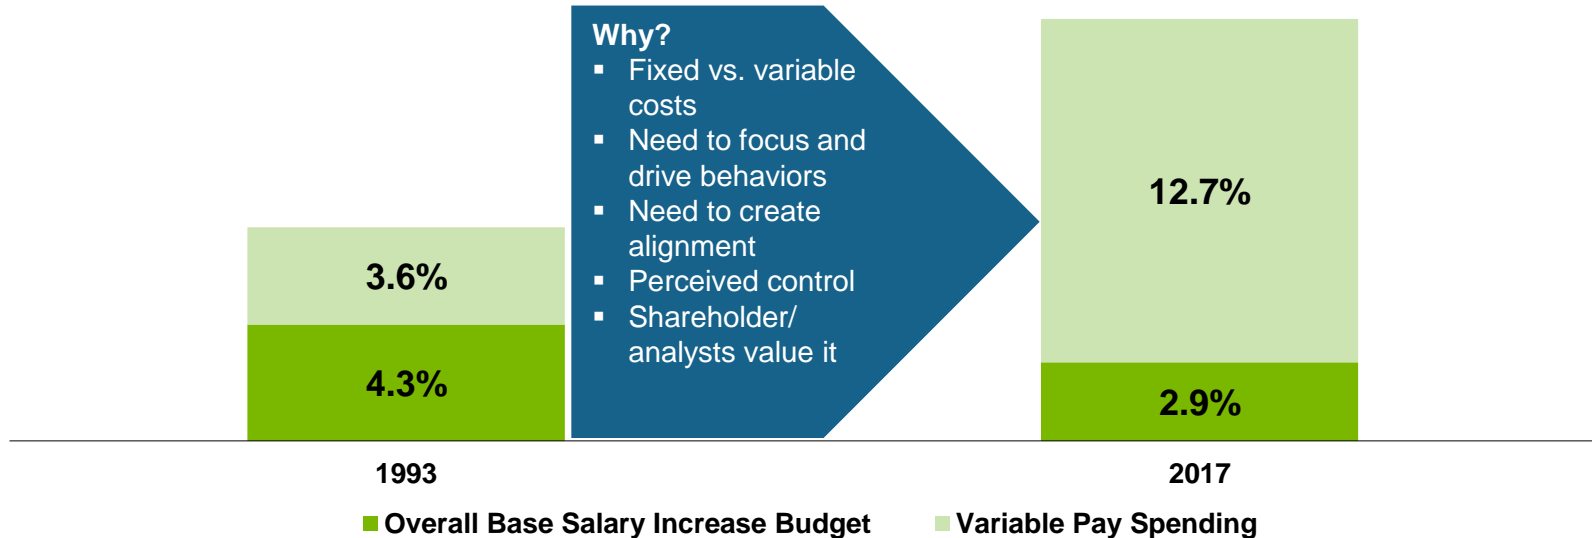 Why?
▪ Fixed vs. variable
costs
▪ Need to focus and
drive behaviors
▪ Need to create
alignment
▪ Perceived control
▪ Shareholder/
analysts value it
3.6%
4.3%
12.7%
2.9%
1993
2017
Overall Base Salary Increase Budget
Variable Pay Spending